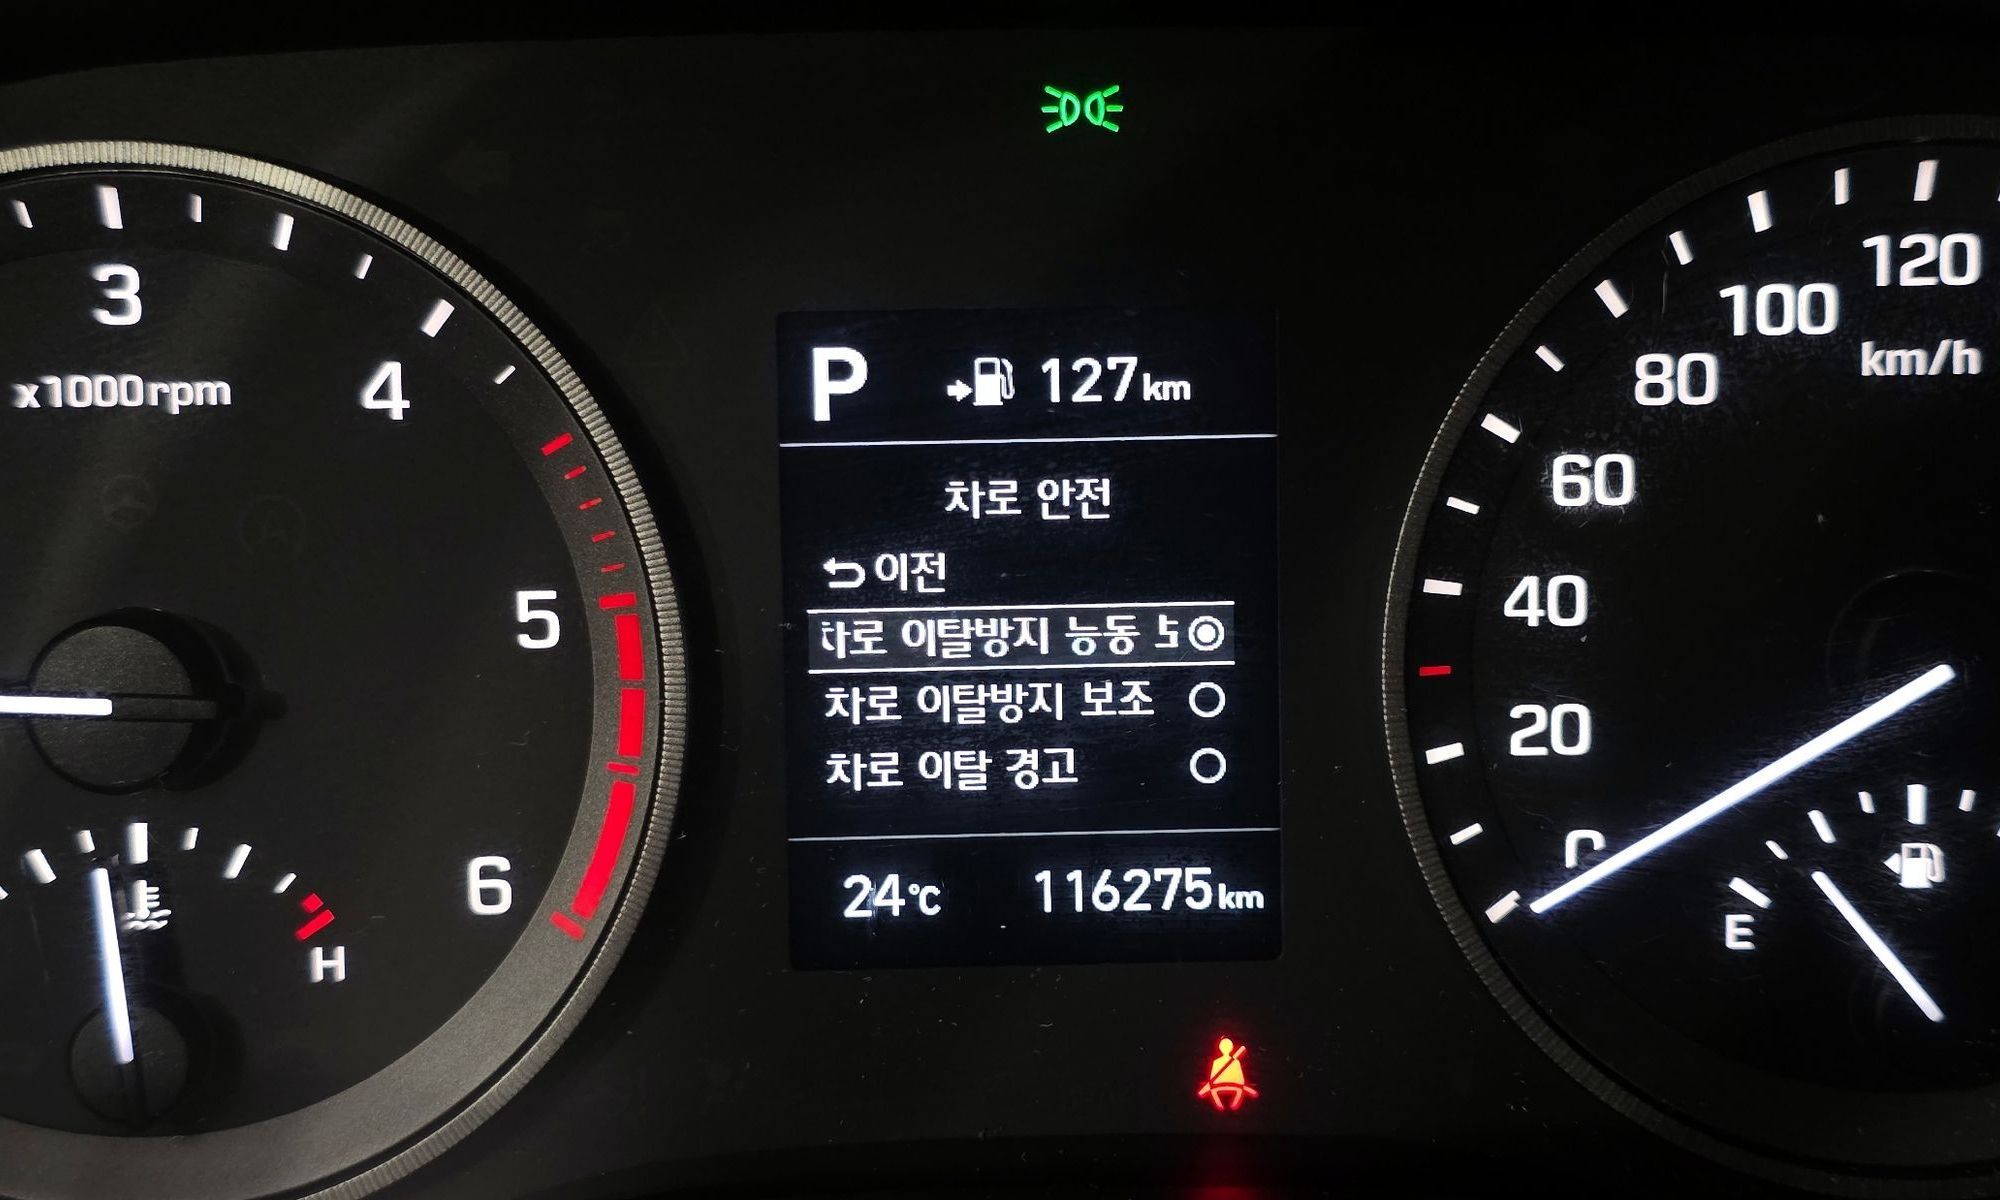 3
4
x1000rpm
5
6
H
P 127km
차로 안전
이전
차로 이탈방지 능동
차로 이탈방지 보조
차로 이탈 경고
24℃ 116275km
120
100
km/h
80
60
40
20
0
E